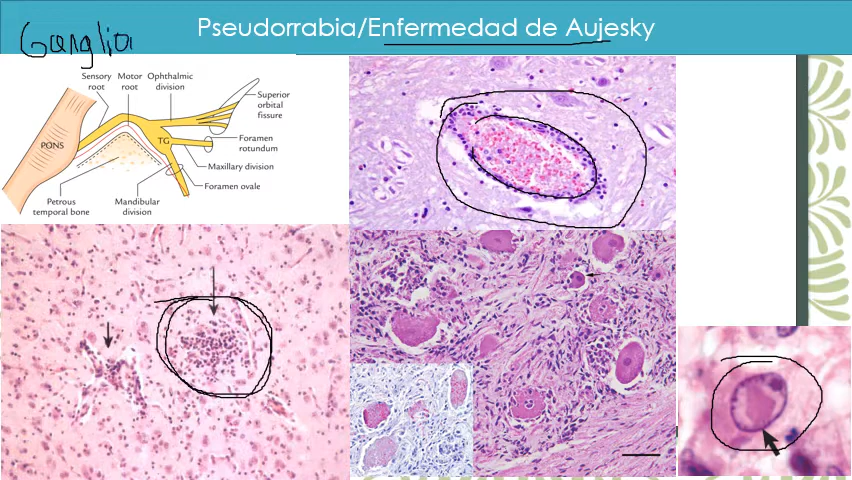 Pseudorrabia/Enfermedad de Aujesky
Ganglio
Sensory root
Motor root
Ophthalmic division
Superior orbital fissure
PONS
TG
Foramen rotundum
Maxillary division
Foramen ovale
Petrous temporal bone
Mandibular division